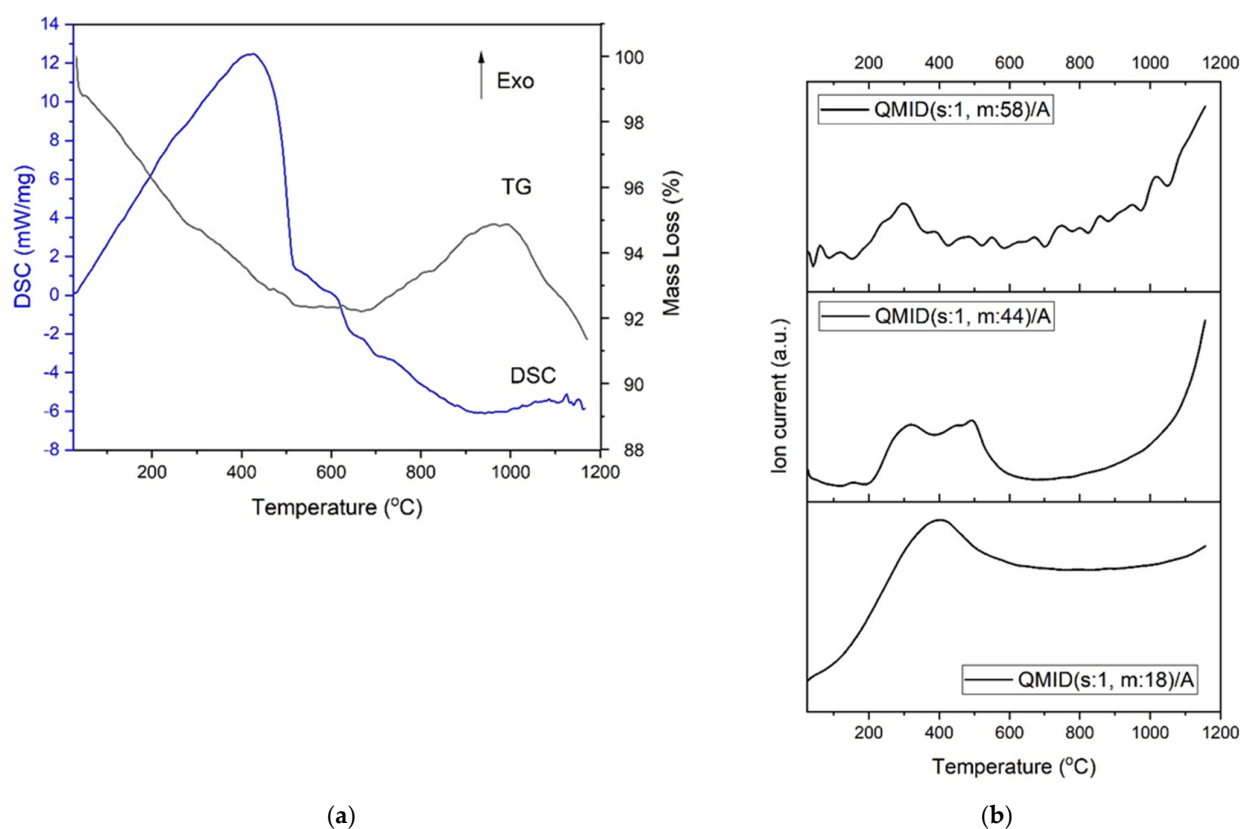 14
12
10
8
6
4
2
0
-2
-4
-6
-8
DSC (mW/mg)
Exo
TG
DSC
100
98
96
94
92
90
88
Mass Loss (%)
200 400 600 800 1000 1200
Temperature (°C)
(a)
200 400 600 800 1000 1200
QMID(s:1, m:58)/A
QMID(s:1, m:44)/A
QMID(s:1, m:18)/A
Ion current (a.u.)
200 400 600 800 1000 1200
Temperature (°C)
(b)